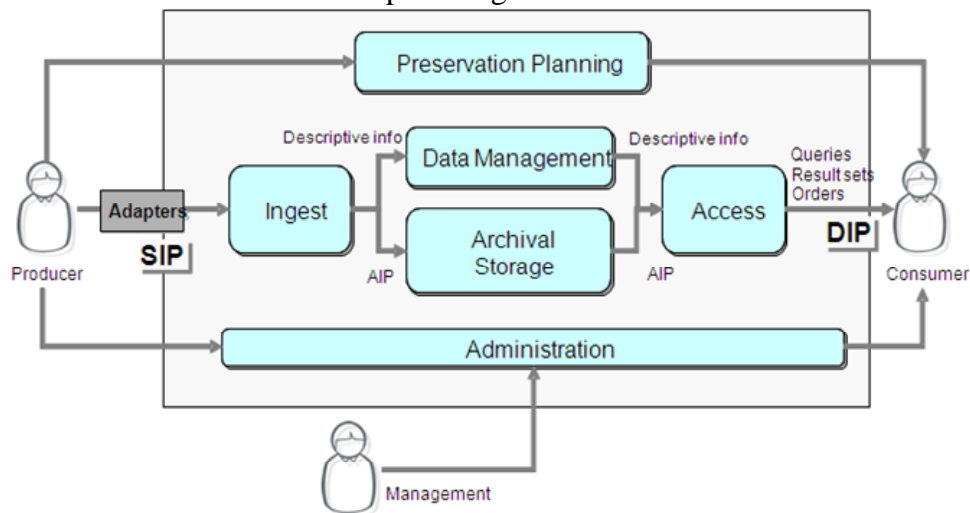 Preservation Planning
Descriptive info
Data Management
Descriptive info
Queries
Result sets
Orders
Adapters
Ingest
Access
SIP
Archival
Storage
DIP
Producer
AIP
AIP
Consumer
Administration
Management